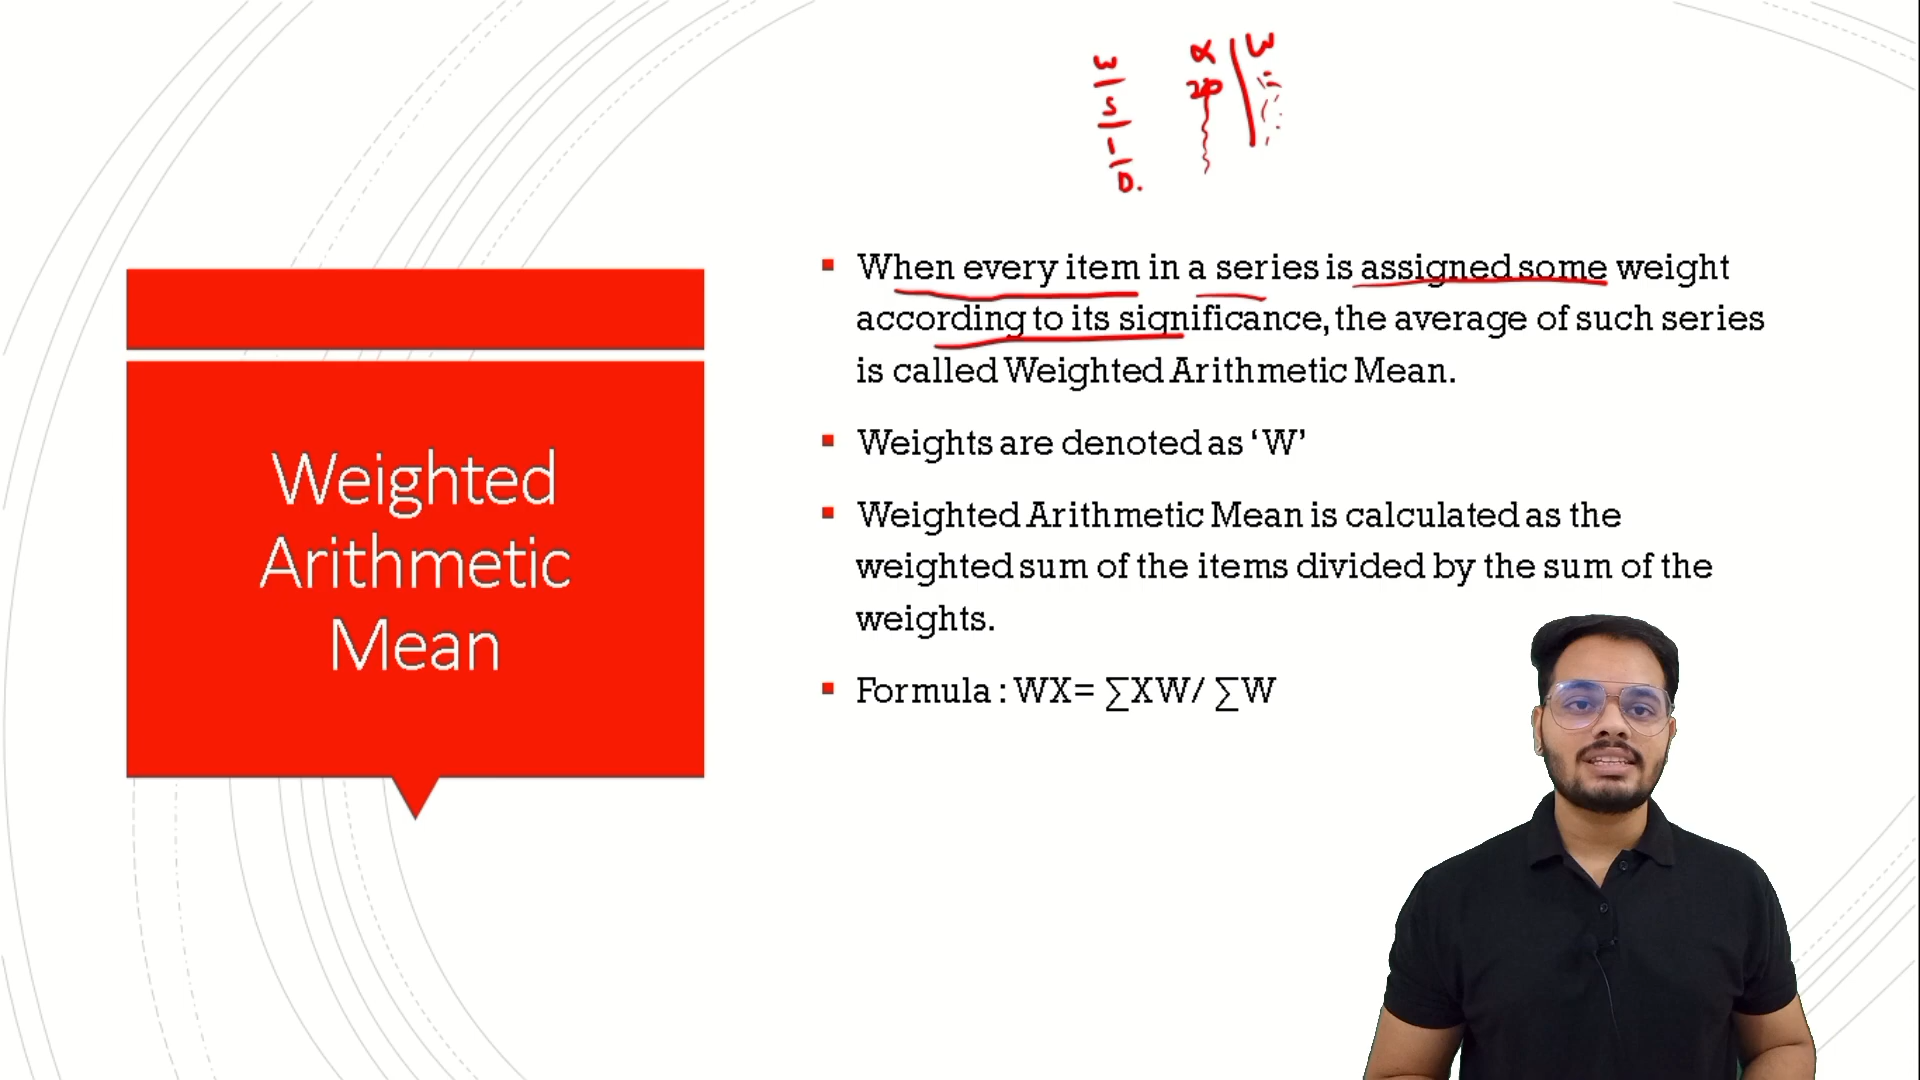 Weighted
Arithmetic
Mean
W
▪ When every item in a series is assigned some weight
according to its significance, the average of such series
is called Weighted Arithmetic Mean.
▪ Weights are denoted as ‘W’
▪ Weighted Arithmetic Mean is calculated as the
weighted sum of the items divided by the sum of the
weights.
▪ Formula : WX= ∑XW/ ∑W